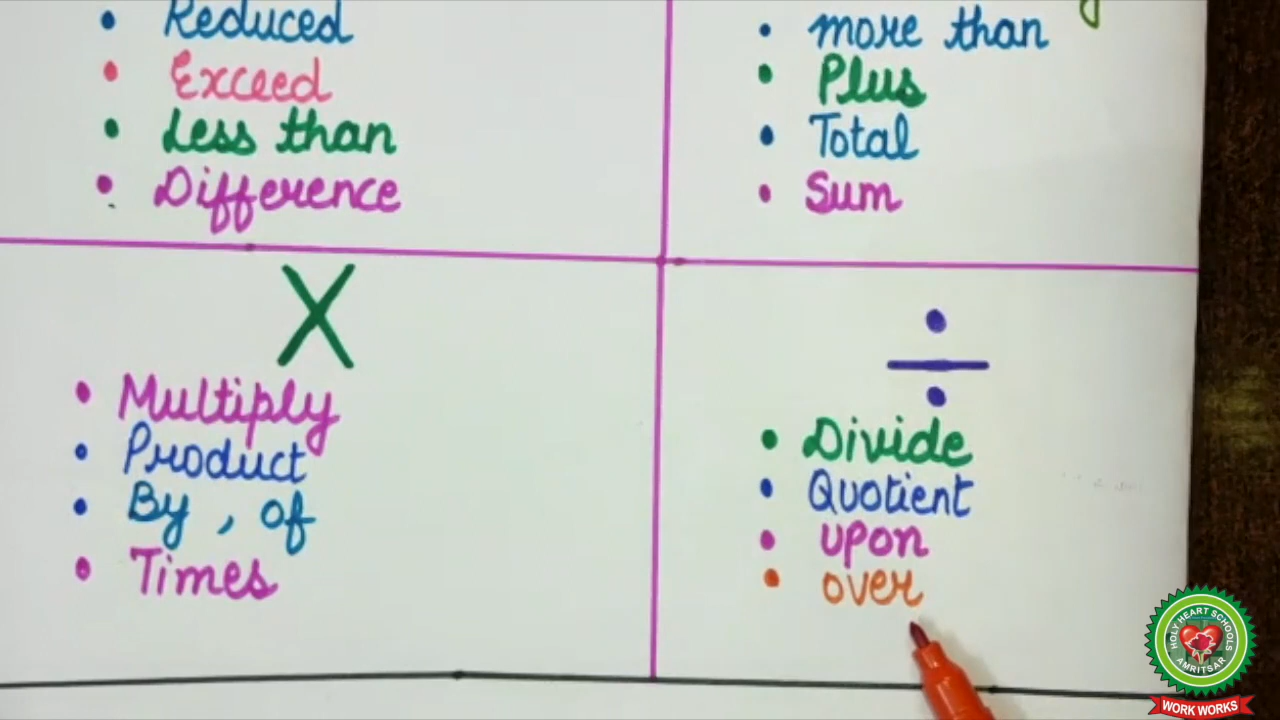 Reduced
Exceed
Less than
Difference
more than
Plus
Total
Sum
X
Multiply
Product
By , of
Times
÷
Divide
Quotient
upon
over
HOLY HEART SCHOOLS
AMRITSAR
WORK WORKS